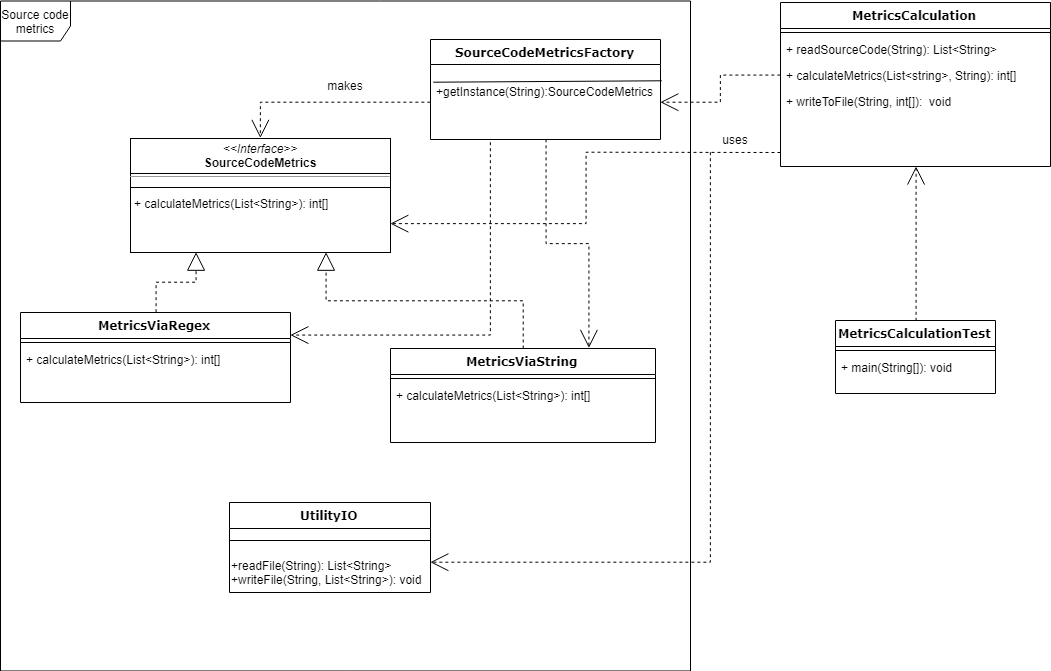 Source code
metrics
MetricsCalculation
+ readSourceCode(String): List<String>
+ calculateMetrics(List<string>, String): int[]
+ writeToFile(String, int[]):  void
SourceCodeMetricsFactory
+getInstance(String):SourceCodeMetrics
makes
uses
<<Interface>>
SourceCodeMetrics
+ calculateMetrics(List<String>): int[]
MetricsViaRegex
+ calculateMetrics(List<String>): int[]
MetricsViaString
+ calculateMetrics(List<String>): int[]
MetricsCalculationTest
+ main(String[]): void
UtilityIO
+readFile(String): List<String>
+writeFile(String, List<String>): void